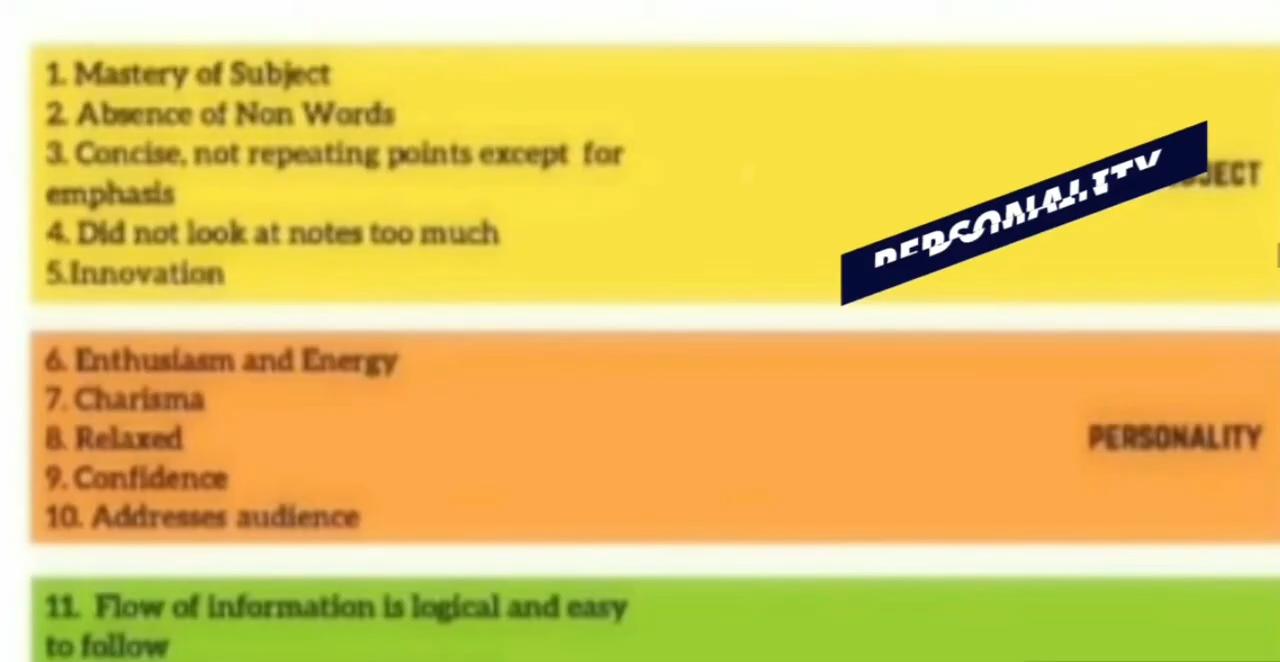 1. Mastery of Subject
2. Absence of Non Words
3. Concise, not repeating points except for
emphasis
4. Did not look at notes too much
5.Innovation
PERSONALITY
6. Enthusiasm and Energy
7. Charisma
8. Relaxed
9. Confidence
10. Addresses audience
PERSONALITY
11. Flow of information is logical and easy
to follow